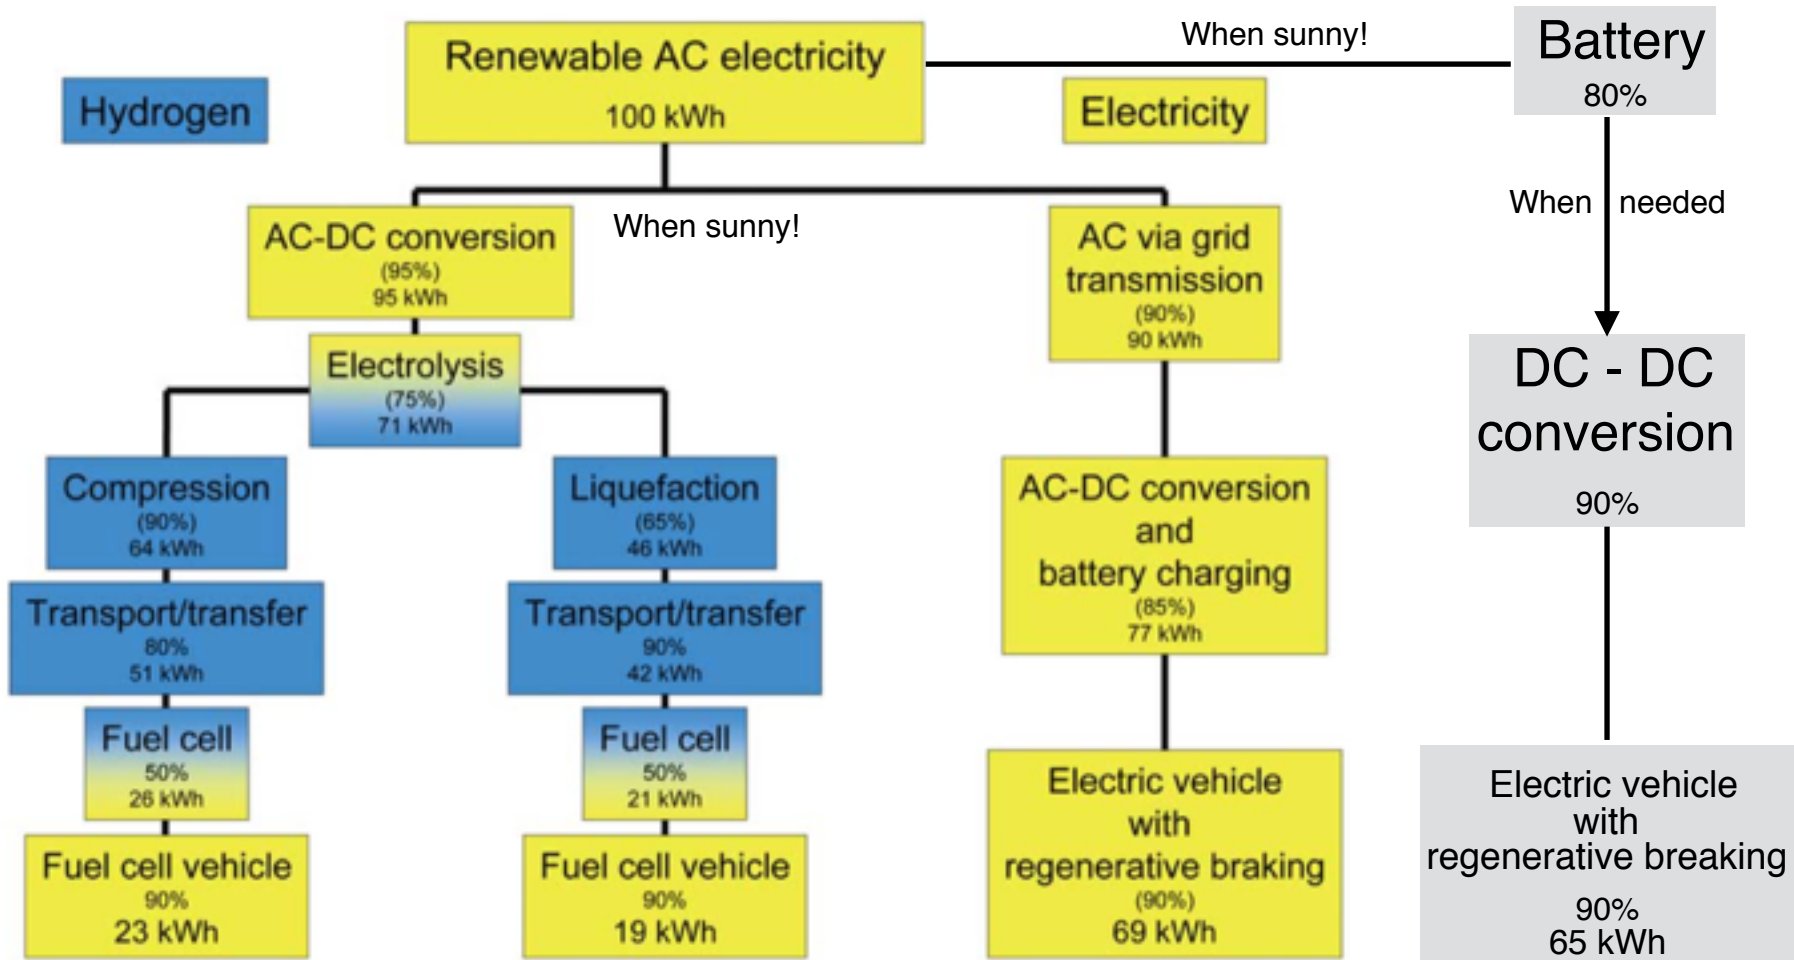 Renewable AC electricity
100 kWh
When sunny!
Battery
80%
Hydrogen
Electricity
When needed
AC-DC conversion
(95%)
95 kWh
When sunny!
AC via grid
transmission
(90%)
90 kWh
Electrolysis
(75%)
71 kWh
DC - DC
conversion
90%
Compression
(90%)
64 kWh
Liquefaction
(65%)
46 kWh
AC-DC conversion
and
battery charging
(85%)
77 kWh
Transport/transfer
80%
51 kWh
Transport/transfer
90%
42 kWh
Fuel cell
50%
26 kWh
Fuel cell
50%
21 kWh
Fuel cell vehicle
90%
23 kWh
Fuel cell vehicle
90%
19 kWh
Electric vehicle
with
regenerative braking
(90%)
69 kWh
Electric vehicle
with
regenerative breaking
90%
65 kWh